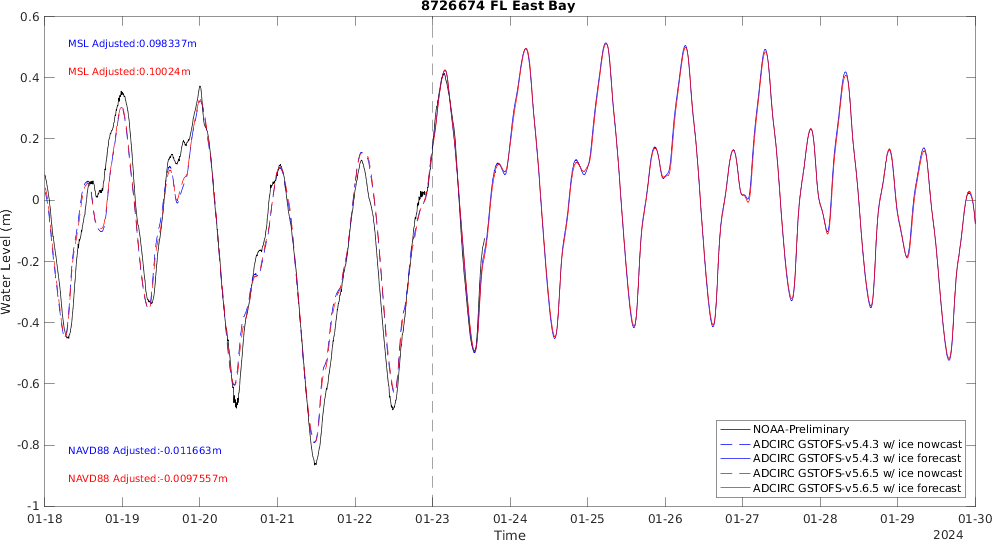 8726674 FL East Bay
0.6
MSL Adjusted:0.098337m
MSL Adjusted:0.10024m
0.4
0.2
0
-0.2
-0.4
-0.6
-0.8
-1
Water Level (m)
NAVD88 Adjusted:-0.011663m
NAVD88 Adjusted:-0.0097557m
NOAA-Preliminary
ADCIRC GSTOFS-v5.4.3 w/ ice nowcast
ADCIRC GSTOFS-v5.4.3 w/ ice forecast
ADCIRC GSTOFS-v5.6.5 w/ ice nowcast
ADCIRC GSTOFS-v5.6.5 w/ ice forecast
01-18 01-19 01-20 01-21 01-22 01-23 01-24 01-25 01-26 01-27 01-28 01-29 01-30
Time
2024